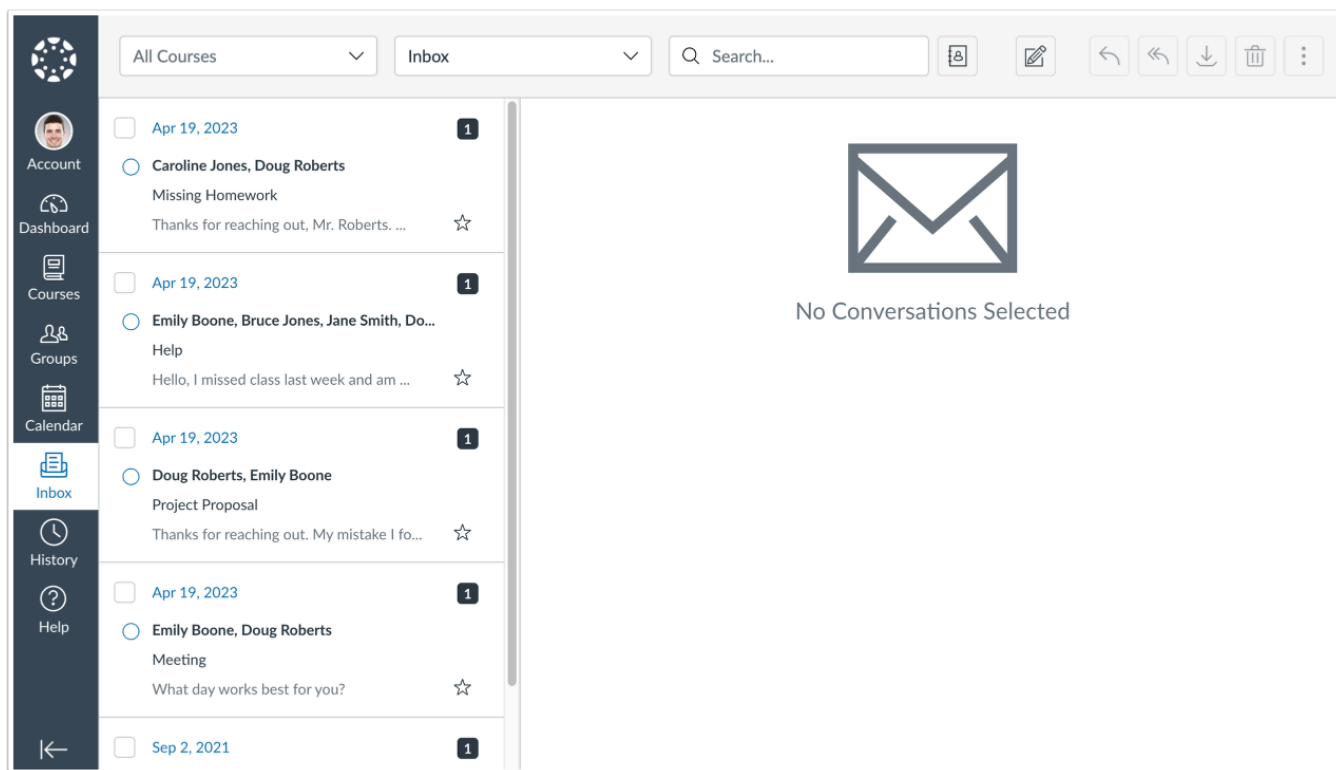 All Courses
Inbox
Search...
Account
Dashboard
Courses
Groups
Calendar
Inbox
History
Help
Apr 19, 2023 1
Caroline Jones, Doug Roberts
Missing Homework
Thanks for reaching out, Mr. Roberts. ...
Apr 19, 2023 1
Emily Boone, Bruce Jones, Jane Smith, Do...
Help
Hello, I missed class last week and am ...
Apr 19, 2023 1
Doug Roberts, Emily Boone
Project Proposal
Thanks for reaching out. My mistake I fo...
Apr 19, 2023 1
Emily Boone, Doug Roberts
Meeting
What day works best for you?
Sep 2, 2021 1
No Conversations Selected